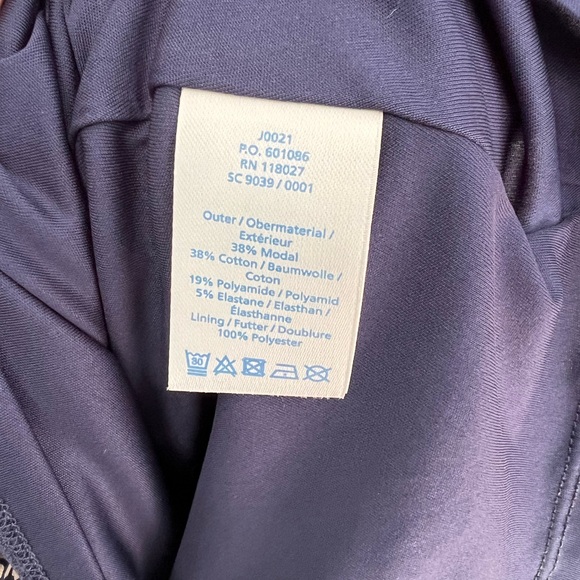 J0021
P.O. 601086
RN 118027
SC 9039 / 0001
Outer / Obermaterial /
Extérieur
38% Modal
38% Cotton / Baumwolle /
Coton
19% Polyamide / Polyamid
5% Elastane / Elasthan /
Élasthanne
Lining / Futter / Doublure
100% Polyester
30